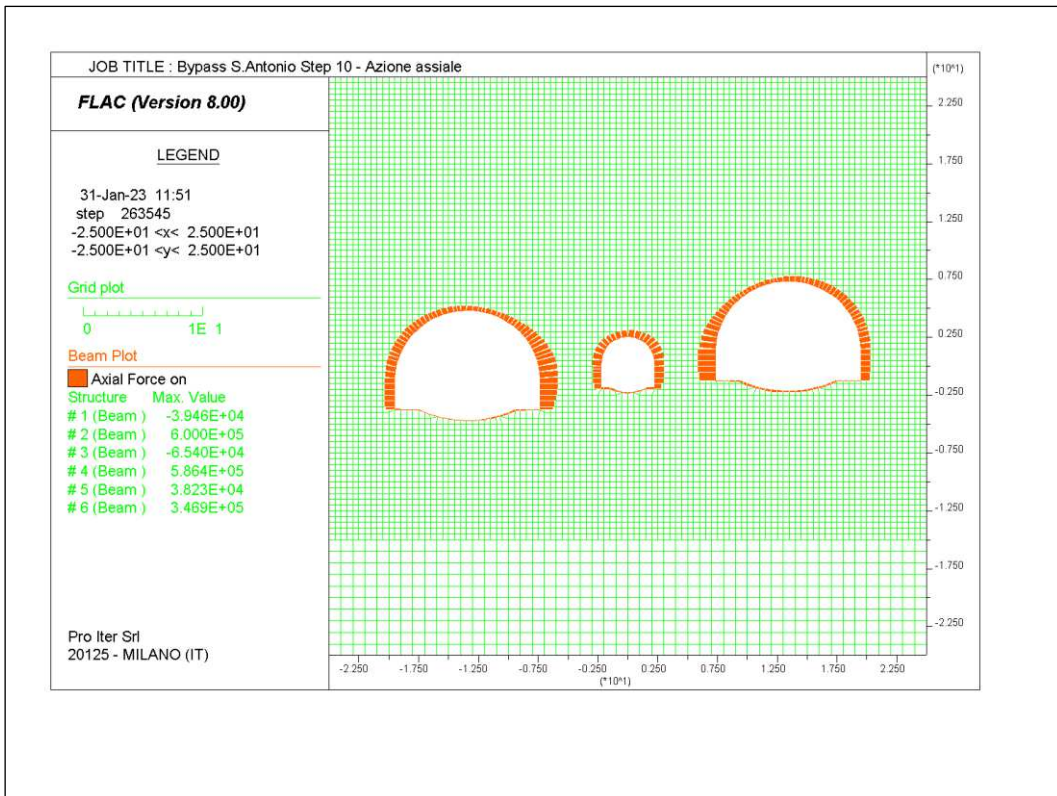 JOB TITLE : Bypass S.Antonio Step 10 - Azione assiale
FLAC (Version 8.00)
LEGEND
31-Jan-23 11:51
step 263545
-2.500E+01 <x< 2.500E+01
-2.500E+01 <y< 2.500E+01
Grid plot
0 1E 1
Beam Plot
Axial Force on
Structure Max. Value
# 1 (Beam ) -3.946E+04
# 2 (Beam ) 6.000E+05
# 3 (Beam ) -6.540E+04
# 4 (Beam ) 5.864E+05
# 5 (Beam ) 3.823E+04
# 6 (Beam ) 3.469E+05
Pro Iter Srl
20125 - MILANO (IT)
(*10^1)
2.250
1.750
1.250
0.750
0.250
-0.250
-0.750
-1.250
-1.750
-2.250
-2.250 -1.750 -1.250 -0.750 -0.250 0.250 0.750 1.250 1.750 2.250
(*10^1)